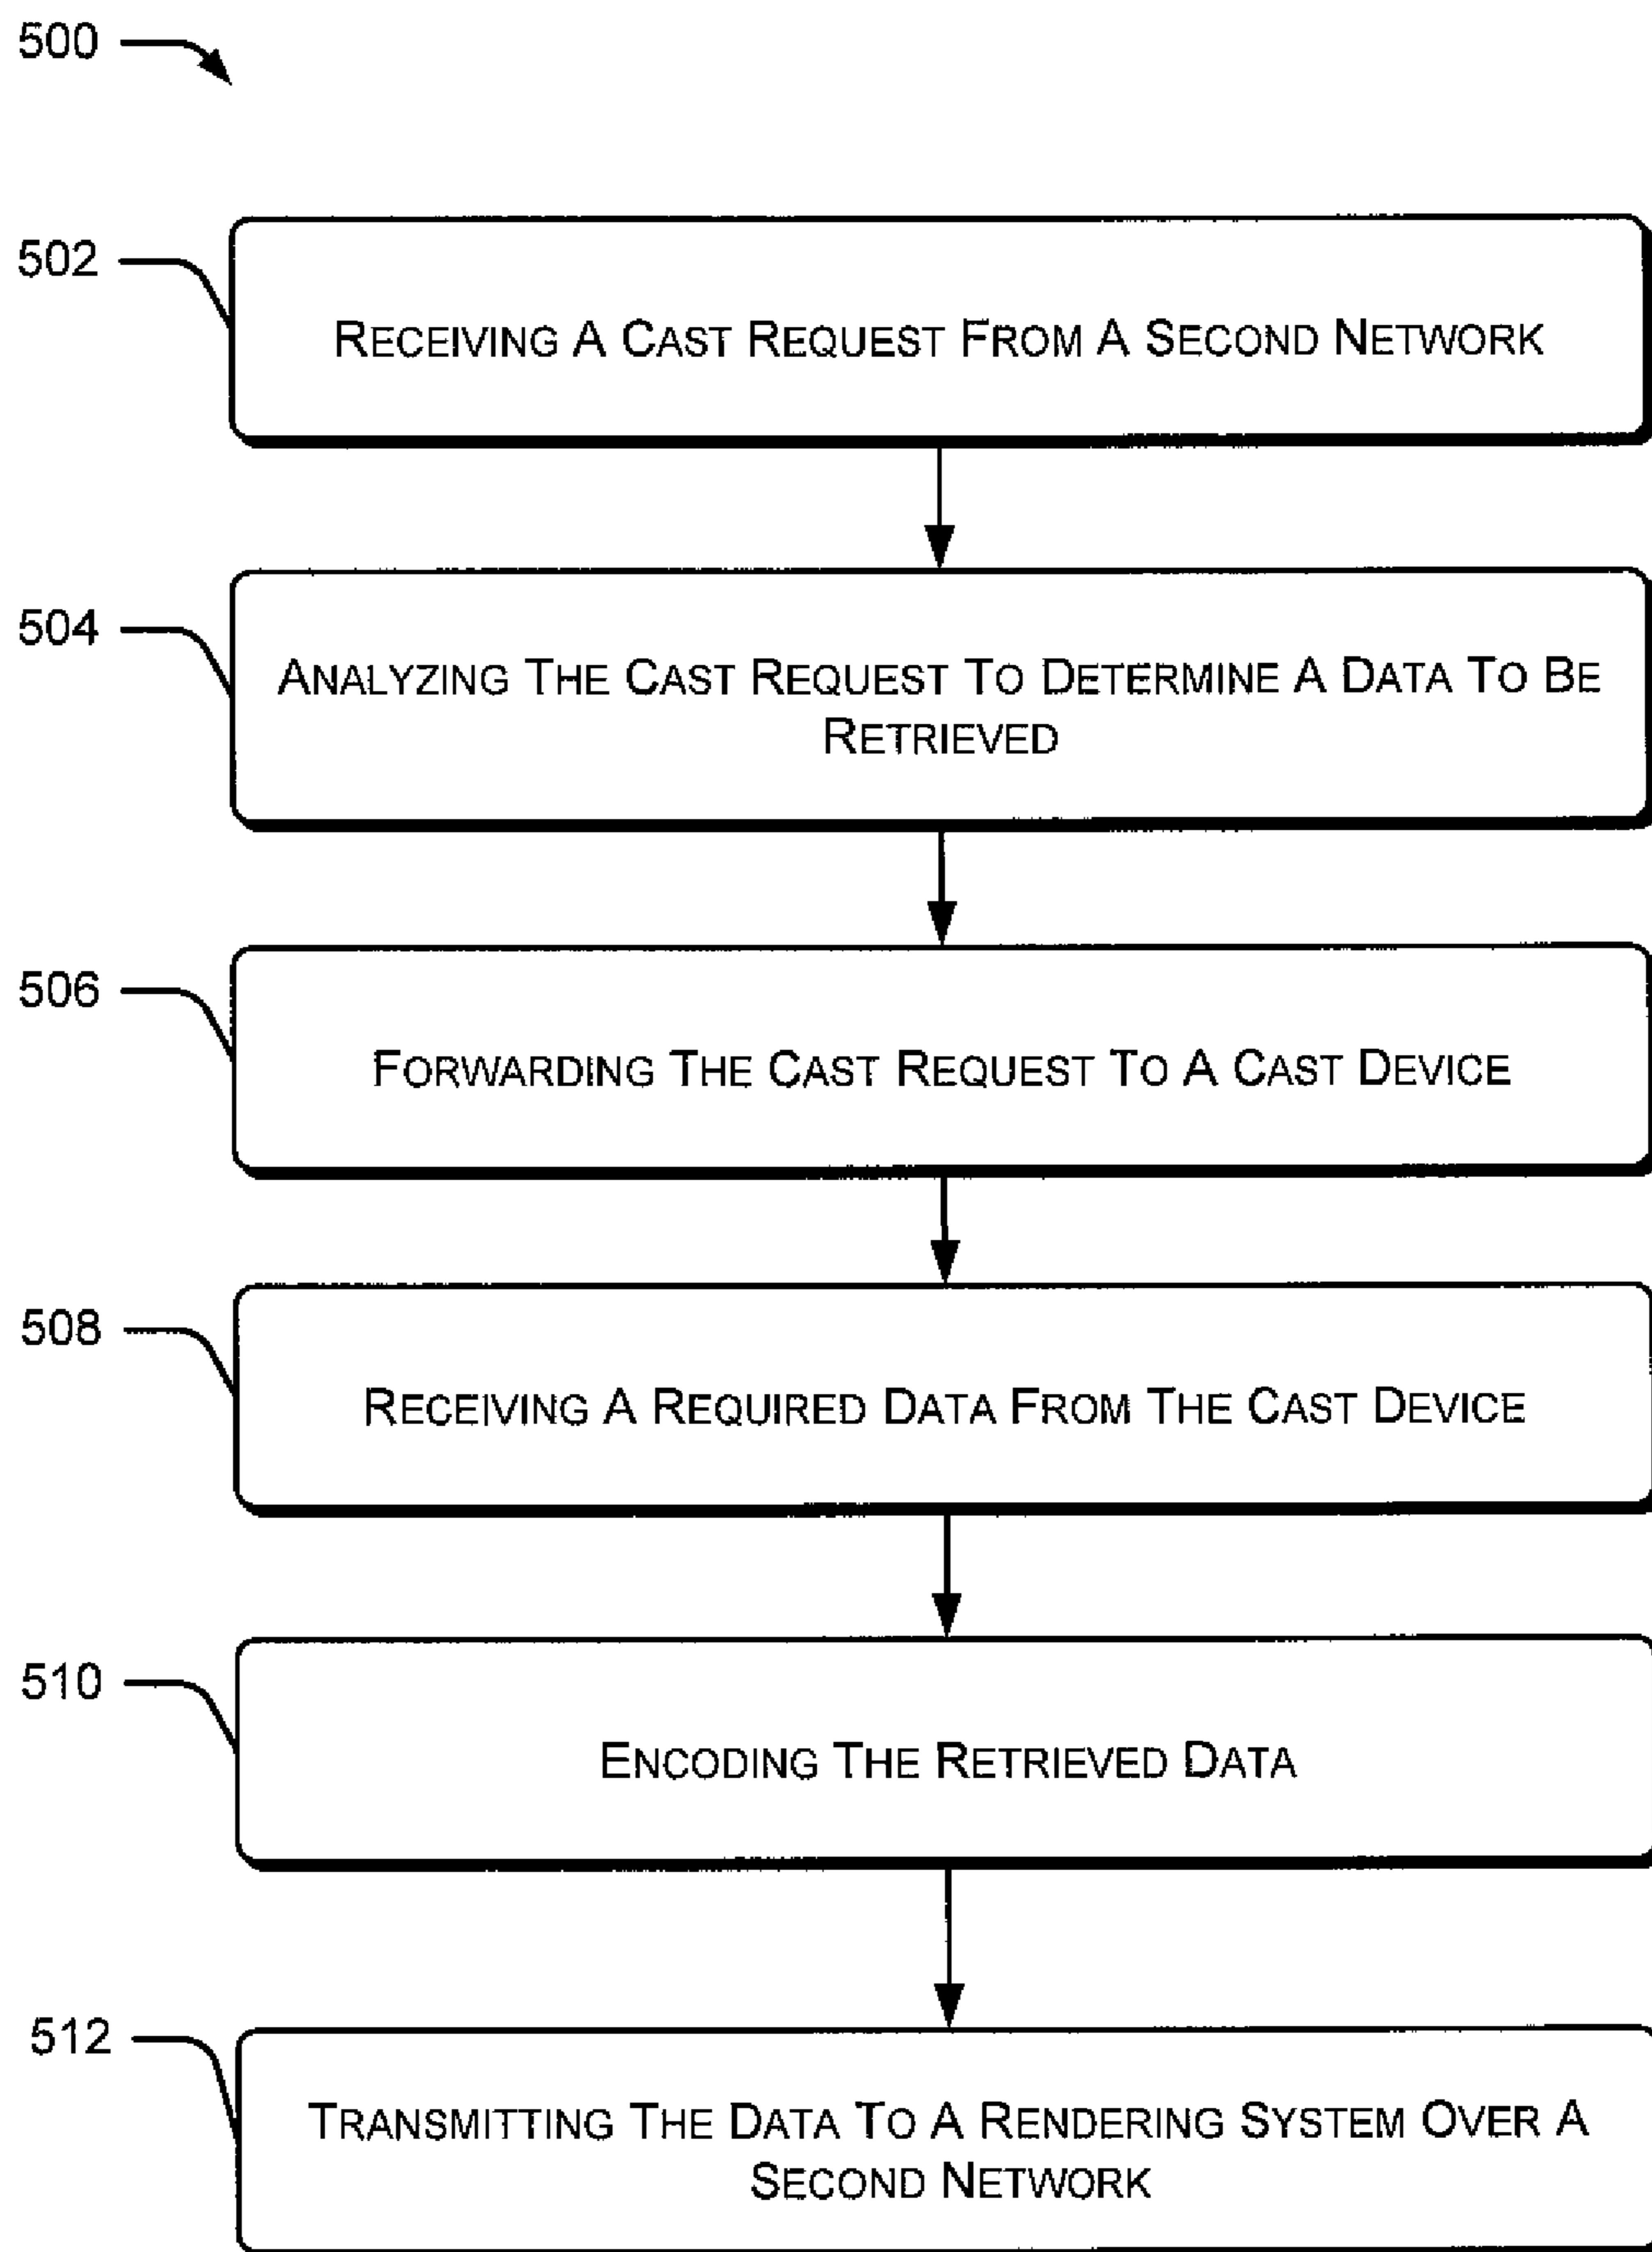 500
502
RECEIVING A CAST REQUEST FROM A SECOND NETWORK
504
ANALYZING THE CAST REQUEST TO DETERMINE A DATA TO BE
RETRIEVED
506
FORWARDING THE CAST REQUEST TO A CAST DEVICE
508
RECEIVING A REQUIRED DATA FROM THE CAST DEVICE
510
ENCODING THE RETRIEVED DATA
512
TRANSMITTING THE DATA TO A RENDERING SYSTEM OVER A
SECOND NETWORK